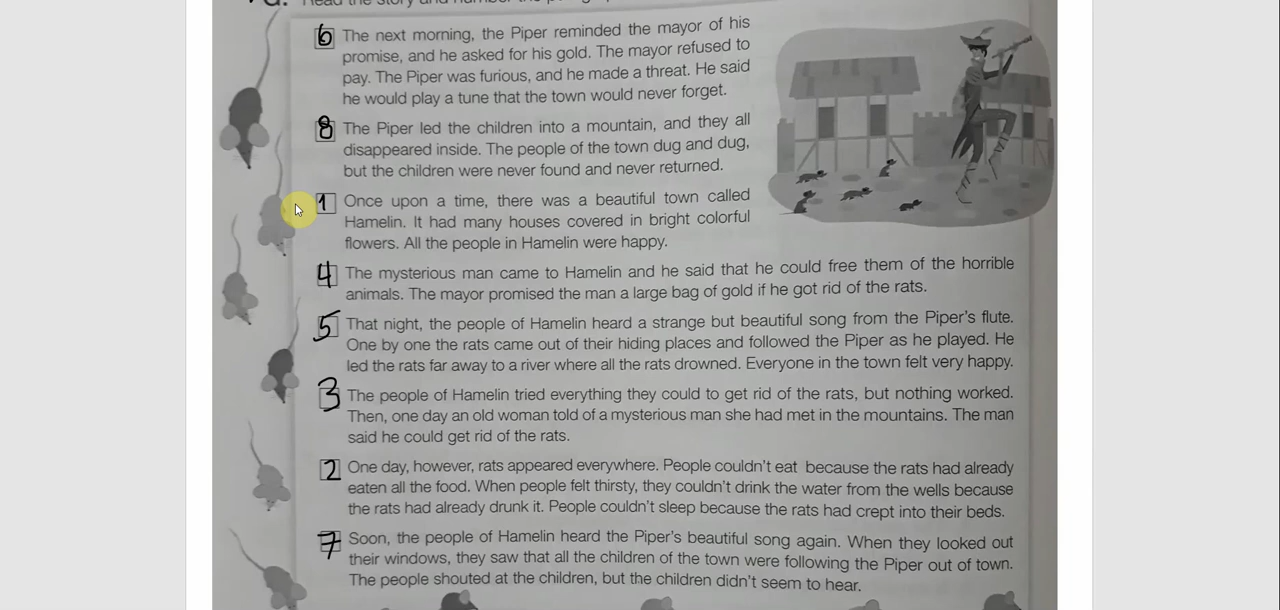 6 The next morning, the Piper reminded the mayor of his
promise, and he asked for his gold. The mayor refused to
pay. The Piper was furious, and he made a threat. He said
he would play a tune that the town would never forget.
8 The Piper led the children into a mountain, and they all
disappeared inside. The people of the town dug and dug,
but the children were never found and never returned.
1 Once upon a time, there was a beautiful town called
Hamelin. It had many houses covered in bright colorful
flowers. All the people in Hamelin were happy.
4 The mysterious man came to Hamelin and he said that he could free them of the horrible
animals. The mayor promised the man a large bag of gold if he got rid of the rats.
5 That night, the people of Hamelin heard a strange but beautiful song from the Piper's flute.
One by one the rats came out of their hiding places and followed the Piper as he played. He
led the rats far away to a river where all the rats drowned. Everyone in the town felt very happy.
3 The people of Hamelin tried everything they could to get rid of the rats, but nothing worked.
Then, one day an old woman told of a mysterious man she had met in the mountains. The man
said he could get rid of the rats.
2 One day, however, rats appeared everywhere. People couldn't eat because the rats had already
eaten all the food. When people felt thirsty, they couldn't drink the water from the wells because
the rats had already drunk it. People couldn't sleep because the rats had crept into their beds.
7 Soon, the people of Hamelin heard the Piper's beautiful song again. When they looked out
their windows, they saw that all the children of the town were following the Piper out of town.
The people shouted at the children, but the children didn't seem to hear.